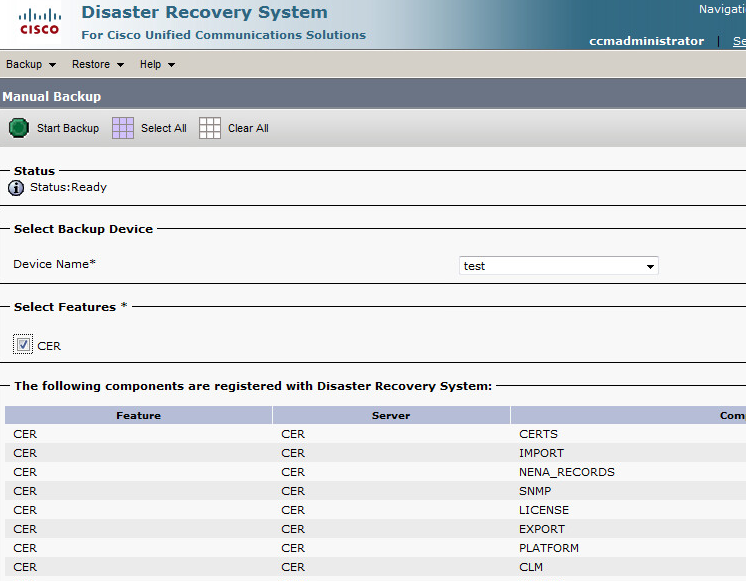 CISCO
Disaster Recovery System
For Cisco Unified Communications Solutions
ccmadministrator |
Backup Restore Help
Manual Backup
Start Backup Select All Clear All
Status
Status:Ready
Select Backup Device
Device Name* test
Select Features *
CER
The following components are registered with Disaster Recovery System:
Feature Server
CER CER CERTS
CER CER IMPORT
CER CER NENA_RECORDS
CER CER SNMP
CER CER LICENSE
CER CER EXPORT
CER CER PLATFORM
CER CER CLM